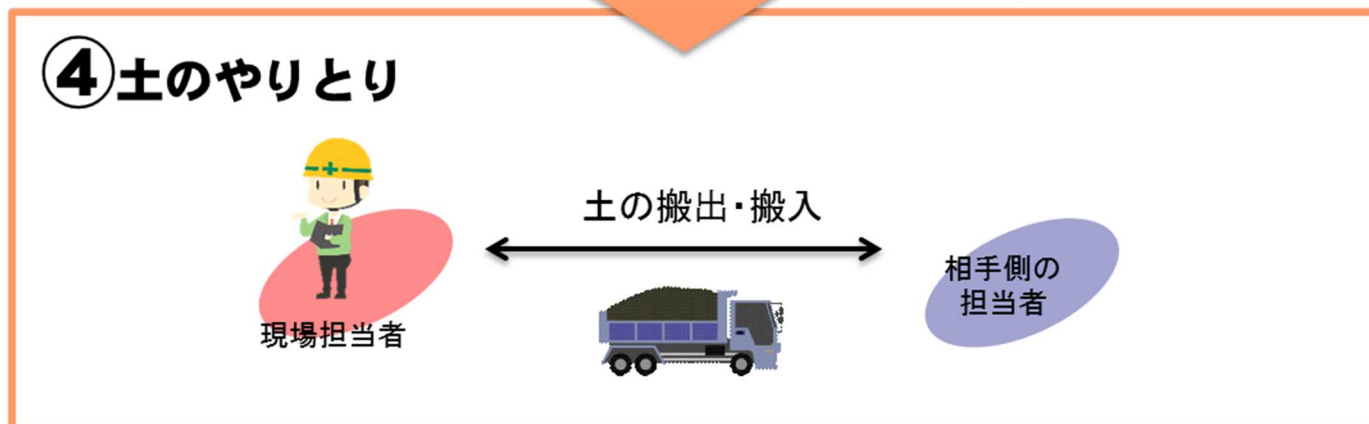 ④土のやりとり
土の搬出・搬入
現場担当者
相手側の
担当者